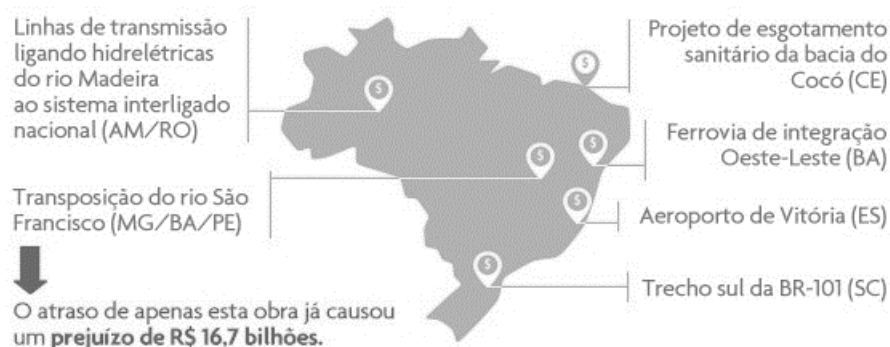 Linhas de transmissão
ligando hidrelétricas
do rio Madeira
ao sistema interligado
nacional (AM/RO)
Transposição do rio São
Francisco (MG/BA/PE)
O atraso de apenas esta obra já causou
um prejuízo de R$ 16,7 bilhões.
Projeto de esgotamento
sanitário da bacia do
Cocó (CE)
Ferrovia de integração
Oeste-Leste (BA)
Aeroporto de Vitória (ES)
Trecho sul da BR-101 (SC)
$
$
$
$
$
$